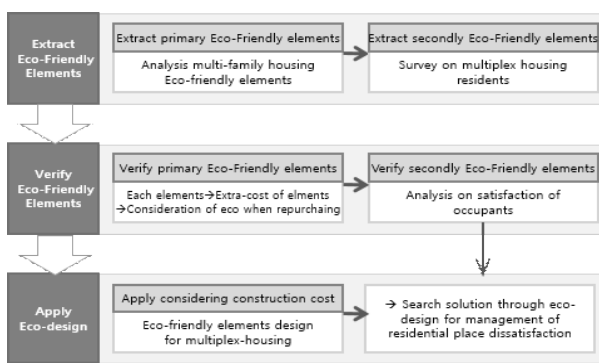 Extract
Eco-Friendly
Elements
Extract primary Eco-Friendly elements
Analysis multi-family housing
Eco-friendly elements
Extract secondly Eco-Friendly elements
Survey on multiplex housing
residents
Verify
Eco-Friendly
Elements
Verify primary Eco-Friendly elements
Each elements→Extra-cost of elments
→Consideration of eco when repurchaing
Verify secondly Eco-Friendly elements
Analysis on satisfaction of
occupants
Apply
Eco-design
Apply considering construction cost
Eco-friendly elements design
for multiplex-housing
→ Search solution through eco-
design for management of
residential place dissatisfaction